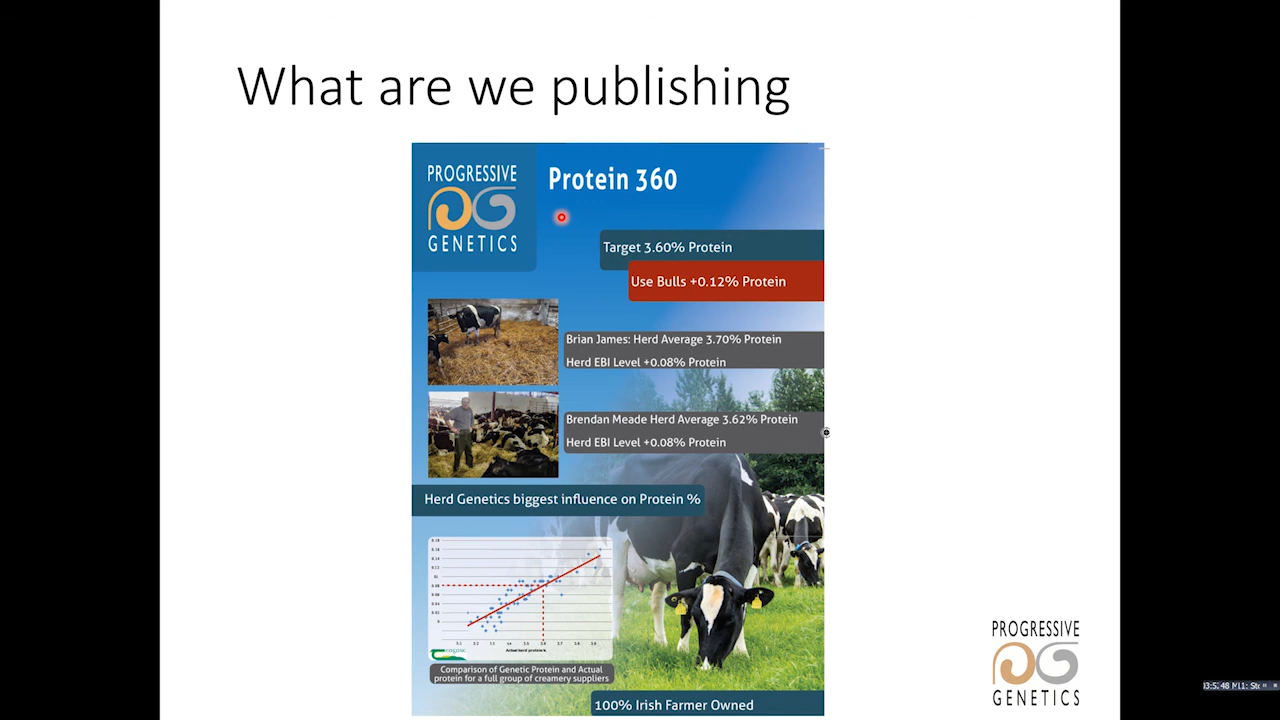 What are we publishing
PROGRESSIVE
GENETICS
Protein 360
Target 3.60% Protein
Use Bulls +0.12% Protein
Brian James: Herd Average 3.70% Protein
Herd EBI Level +0.08% Protein
Brendan Meade Herd Average 3.62% Protein
Herd EBI Level +0.08% Protein
Herd Genetics biggest influence on Protein %
Actual herd protein %
Comparison of Genetic Protein and Actual
protein for a full group of creamery suppliers
100% Irish Farmer Owned
PROGRESSIVE
GENETICS